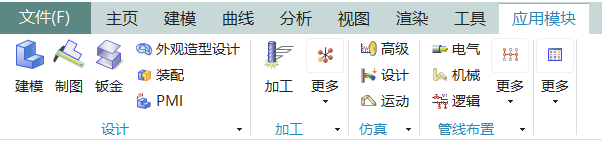 文件(F) 主页 建模 曲线 分析 视图 渲染 工具 应用模块
建模 制图 钣金 外观造型设计 装配 PMI
设计
加工 更多
加工
高级 设计 运动
仿真
电气 机械 逻辑 更多
管线布置
更多